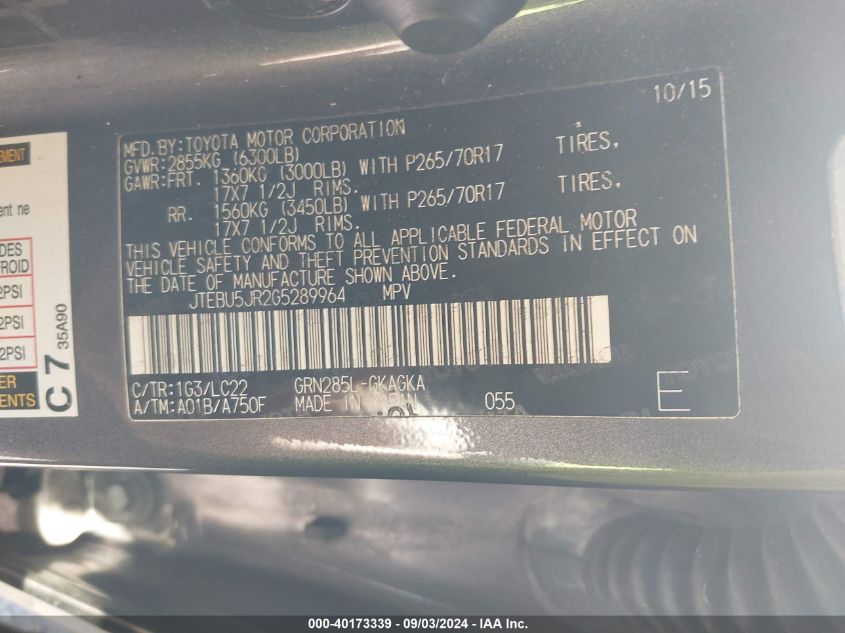 10/15
MFD.BY:TOYOTA MOTOR CORPORATION
GVWR:2855KG (6300LB)
GAWR:FRT. 1360KG (3000LB) WITH P265/70R17 TIRES.
17X7 1/2J RIMS.
RR. 1560KG (3450LB) WITH P265/70R17 TIRES.
17X7 1/2J RIMS.
THIS VEHICLE CONFORMS TO ALL APPLICABLE FEDERAL MOTOR
VEHICLE SAFETY AND THEFT PREVENTION STANDARDS IN EFFECT ON
THE DATE OF MANUFACTURE SHOWN ABOVE.
JTEBU5JR2G5289964 MPV
C/TR:1G3/LC22 GRN285L-GKAGKA
A/TM:A01B/A750F MADE IN JAPAN 055 E
C7 35A90
000-40173339 - 09/03/2024 - IAA Inc.